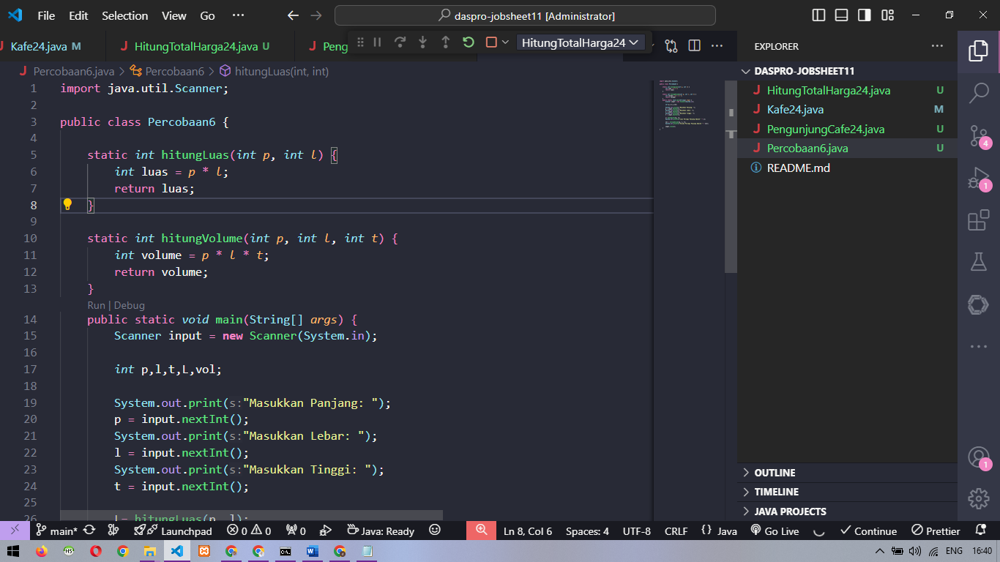 File Edit Selection View Go ··· daspro-jobsheet11 [Administrator]
Kafe24.java M HitungTotalHarga24.java U Peng HitungTotalHarga24 ···
Percobaan6.java > Percobaan6 > hitungLuas(int, int)
1 import java.util.Scanner;
2
3 public class Percobaan6 {
4
5 static int hitungLuas(int p, int l) {
6 int luas = p * l;
7 return luas;
8 }
9
10 static int hitungVolume(int p, int l, int t) {
11 int volume = p * l * t;
12 return volume;
13 }
Run | Debug
14 public static void main(String[] args) {
15 Scanner input = new Scanner(System.in);
16
17 int p,l,t,L,vol;
18
19 System.out.print(s:"Masukkan Panjang: ");
20 p = input.nextInt();
21 System.out.print(s:"Masukkan Lebar: ");
22 l = input.nextInt();
23 System.out.print(s:"Masukkan Tinggi: ");
24 t = input.nextInt();
25
26 L= hitungLuas(p, l);
EXPLORER ···
DASPRO-JOBSHEET11
HitungTotalHarga24.java U
Kafe24.java M
PengunjungCafe24.java U
Percobaan6.java U
README.md
OUTLINE
TIMELINE
JAVA PROJECTS
4
1
1
main* Launchpad 0 0 0 Java: Ready Ln 8, Col 6 Spaces: 4 UTF-8 CRLF {} Java Go Live Continue Prettier
HS ENG 16:40